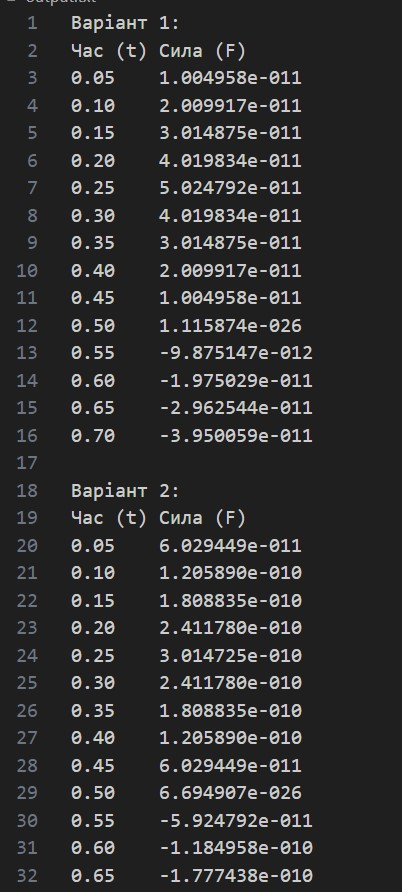 1 Варіант 1:
2 Час (t) Сила (F)
3 0.05 1.004958e-011
4 0.10 2.009917e-011
5 0.15 3.014875e-011
6 0.20 4.019834e-011
7 0.25 5.024792e-011
8 0.30 4.019834e-011
9 0.35 3.014875e-011
10 0.40 2.009917e-011
11 0.45 1.004958e-011
12 0.50 1.115874e-026
13 0.55 -9.875147e-012
14 0.60 -1.975029e-011
15 0.65 -2.962544e-011
16 0.70 -3.950059e-011
17
18 Варіант 2:
19 Час (t) Сила (F)
20 0.05 6.029449e-011
21 0.10 1.205890e-010
22 0.15 1.808835e-010
23 0.20 2.411780e-010
24 0.25 3.014725e-010
25 0.30 2.411780e-010
26 0.35 1.808835e-010
27 0.40 1.205890e-010
28 0.45 6.029449e-011
29 0.50 6.694907e-026
30 0.55 -5.924792e-011
31 0.60 -1.184958e-010
32 0.65 -1.777438e-010